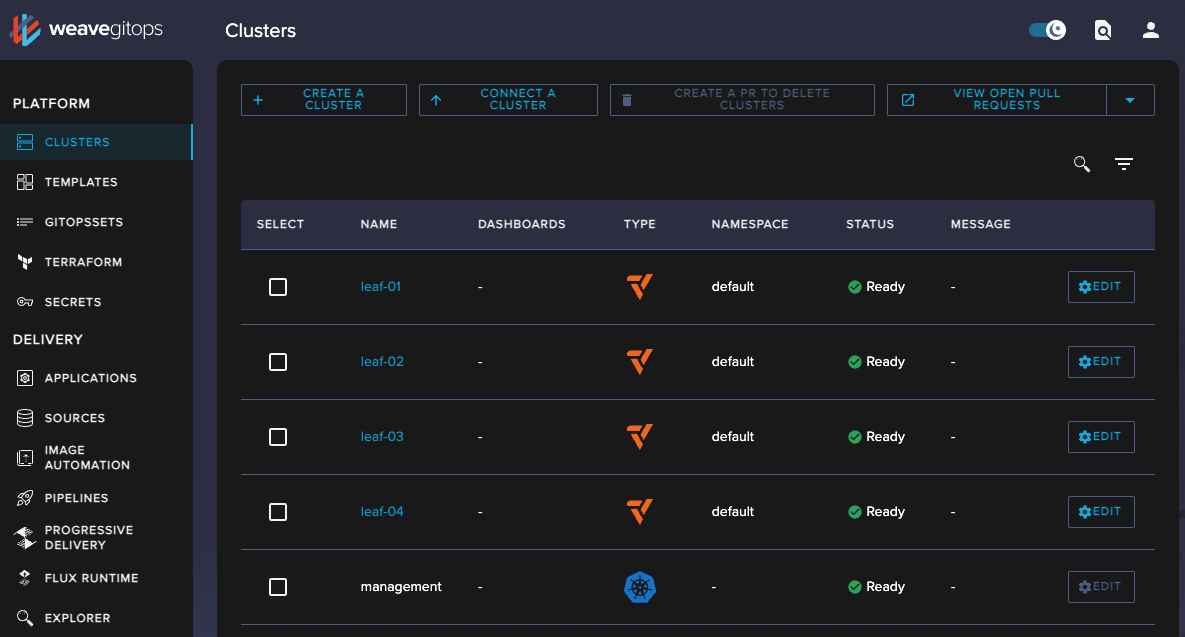 weavegitops
Clusters
PLATFORM
CLUSTERS
TEMPLATES
GITOPSSETS
TERRAFORM
SECRETS
DELIVERY
APPLICATIONS
SOURCES
IMAGE
AUTOMATION
PIPELINES
PROGRESSIVE
DELIVERY
FLUX RUNTIME
EXPLORER
CREATE A
CLUSTER
CONNECT A
CLUSTER
CREATE A PR TO DELETE
CLUSTERS
VIEW OPEN PULL
REQUESTS
SELECT NAME DASHBOARDS TYPE NAMESPACE STATUS MESSAGE
leaf-01 - default Ready - EDIT
leaf-02 - default Ready - EDIT
leaf-03 - default Ready - EDIT
leaf-04 - default Ready - EDIT
management - - Ready - EDIT